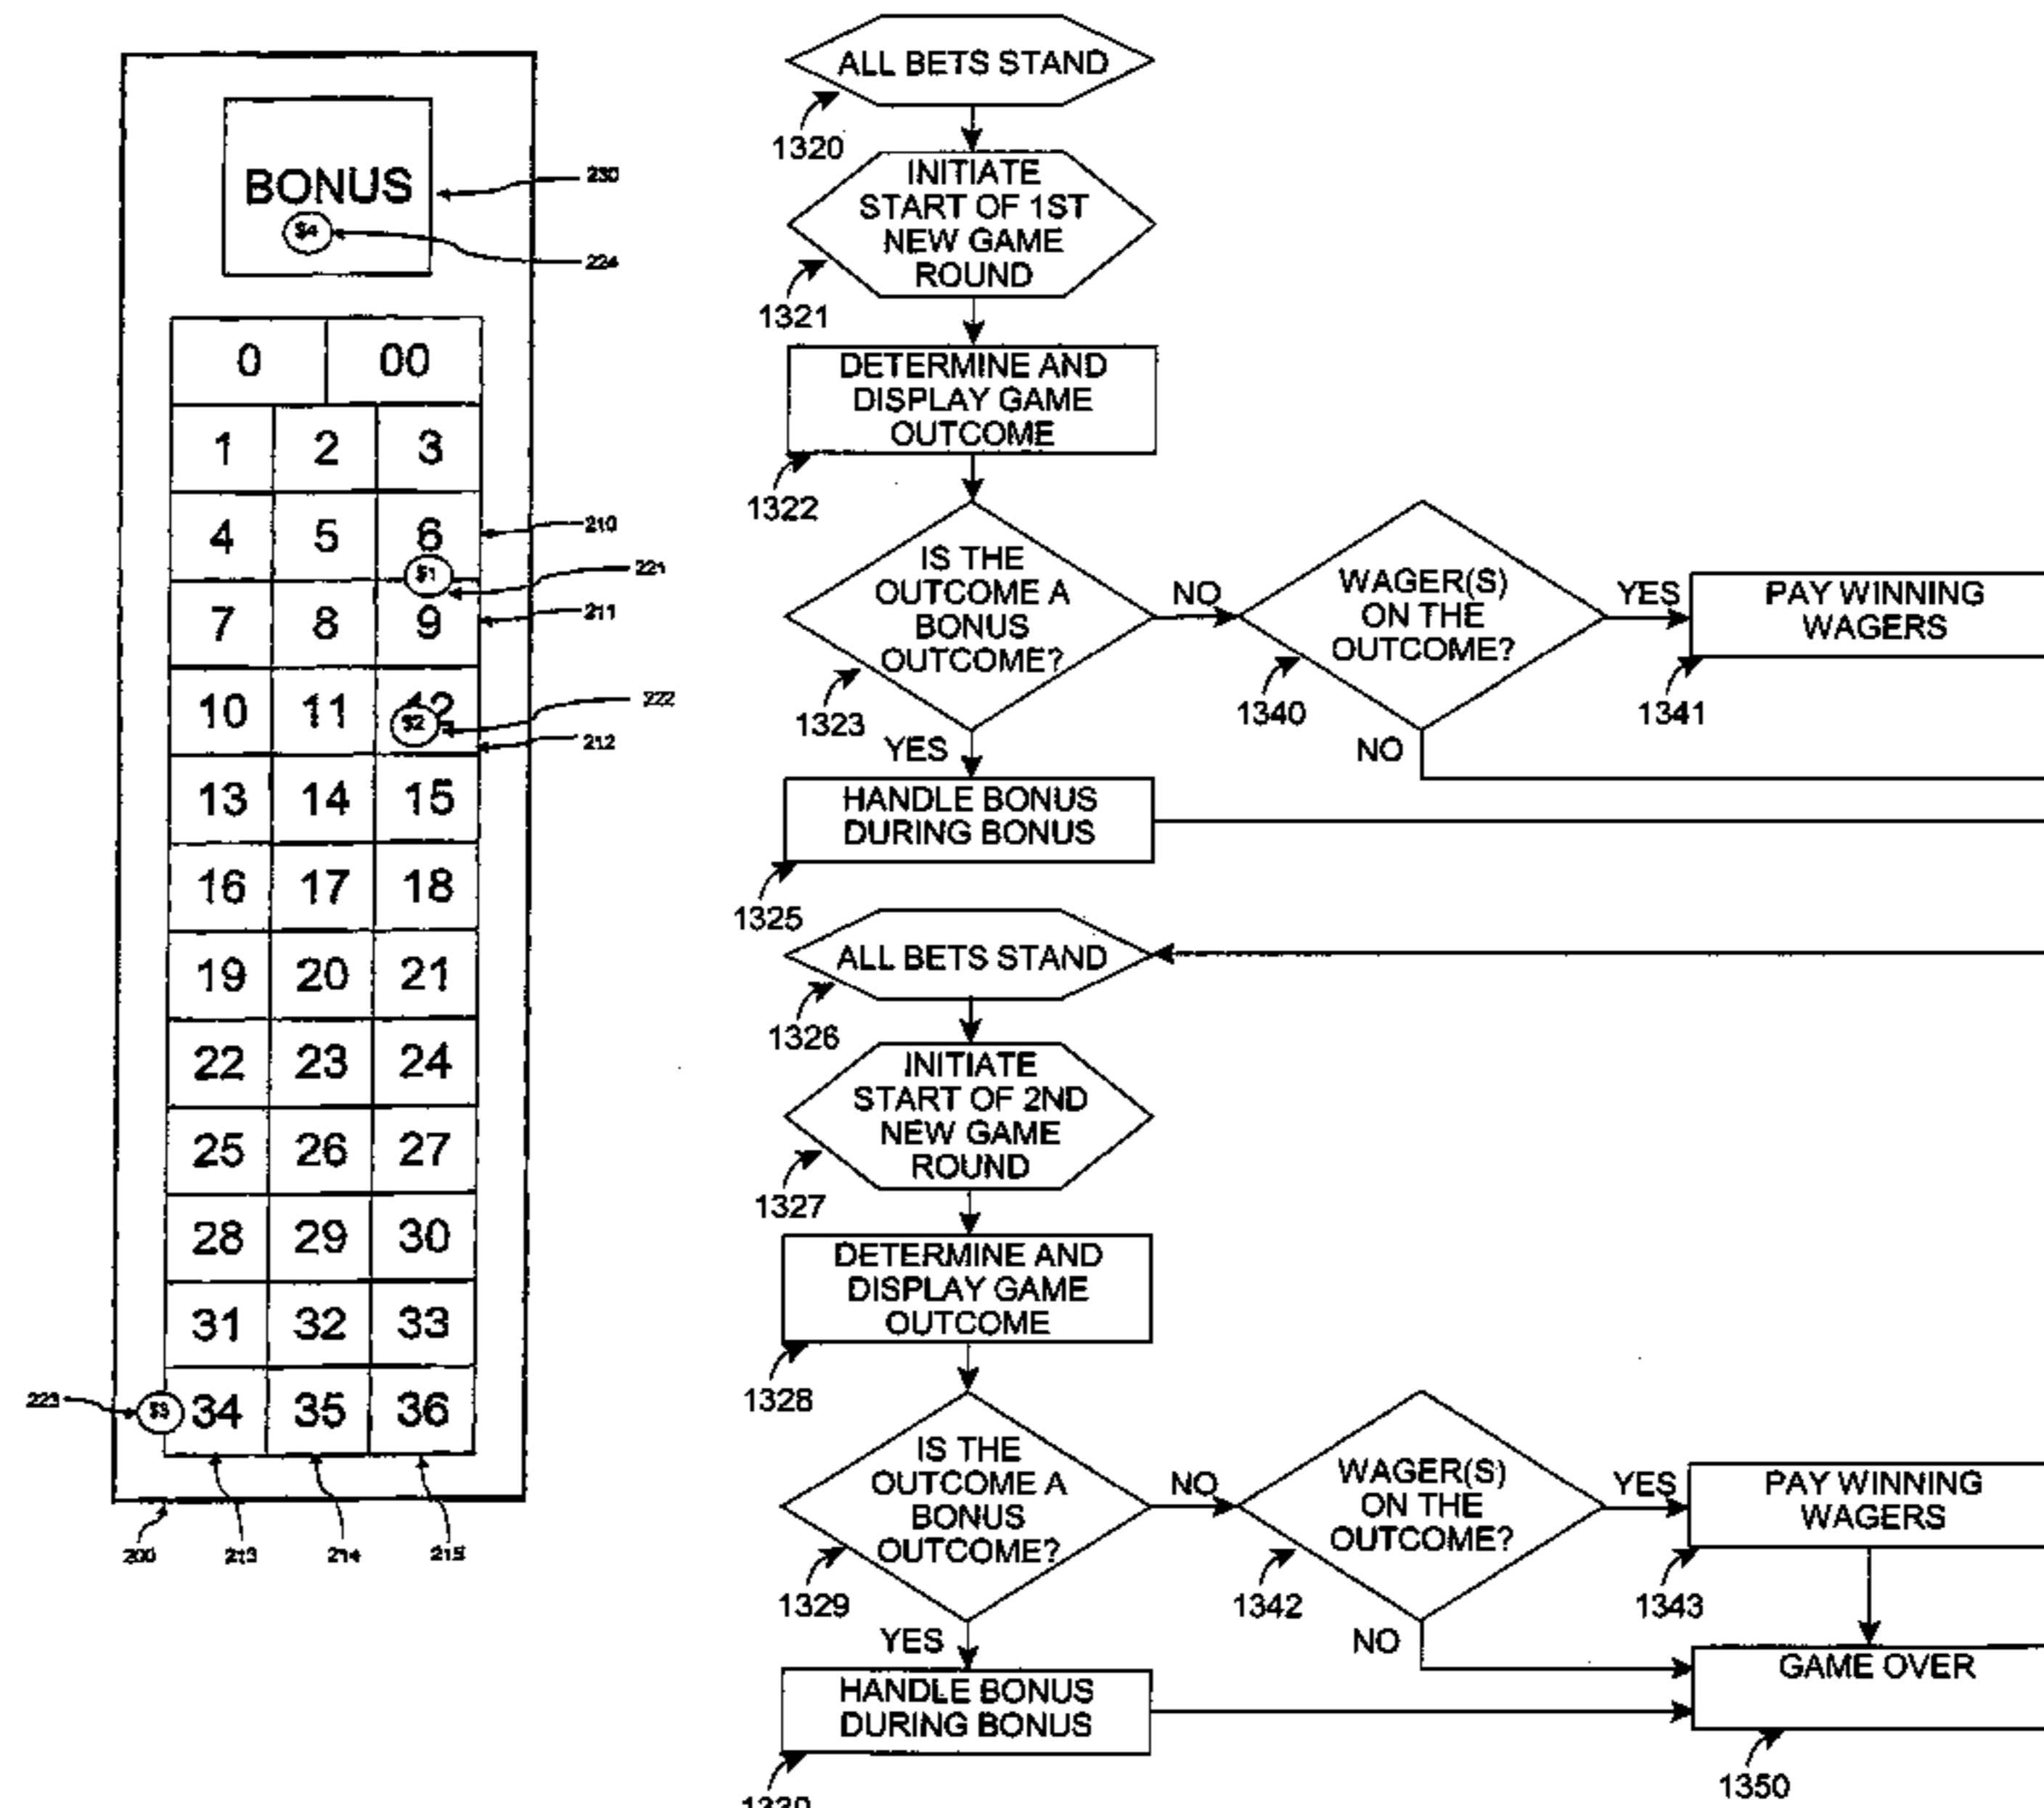 BONUS
$4
230
224
0 00
1 2 3
4 5 6
$1
210
221
7 8 9
211
10 11 12
$2
222
212
13 14 15
16 17 18
19 20 21
22 23 24
25 26 27
28 29 30
31 32 33
223
$3
34 35 36
200 213 214 215
ALL BETS STAND
1320
INITIATE
START OF 1ST
NEW GAME
ROUND
1321
DETERMINE AND
DISPLAY GAME
OUTCOME
1322
IS THE
OUTCOME A
BONUS
OUTCOME?
1323
NO
YES
WAGER(S)
ON THE
OUTCOME?
1340
YES
NO
PAY WINNING
WAGERS
1341
HANDLE BONUS
DURING BONUS
1325
ALL BETS STAND
1326
INITIATE
START OF 2ND
NEW GAME
ROUND
1327
DETERMINE AND
DISPLAY GAME
OUTCOME
1328
IS THE
OUTCOME A
BONUS
OUTCOME?
1329
NO
YES
WAGER(S)
ON THE
OUTCOME?
1342
YES
NO
PAY WINNING
WAGERS
1343
HANDLE BONUS
DURING BONUS
GAME OVER
1350